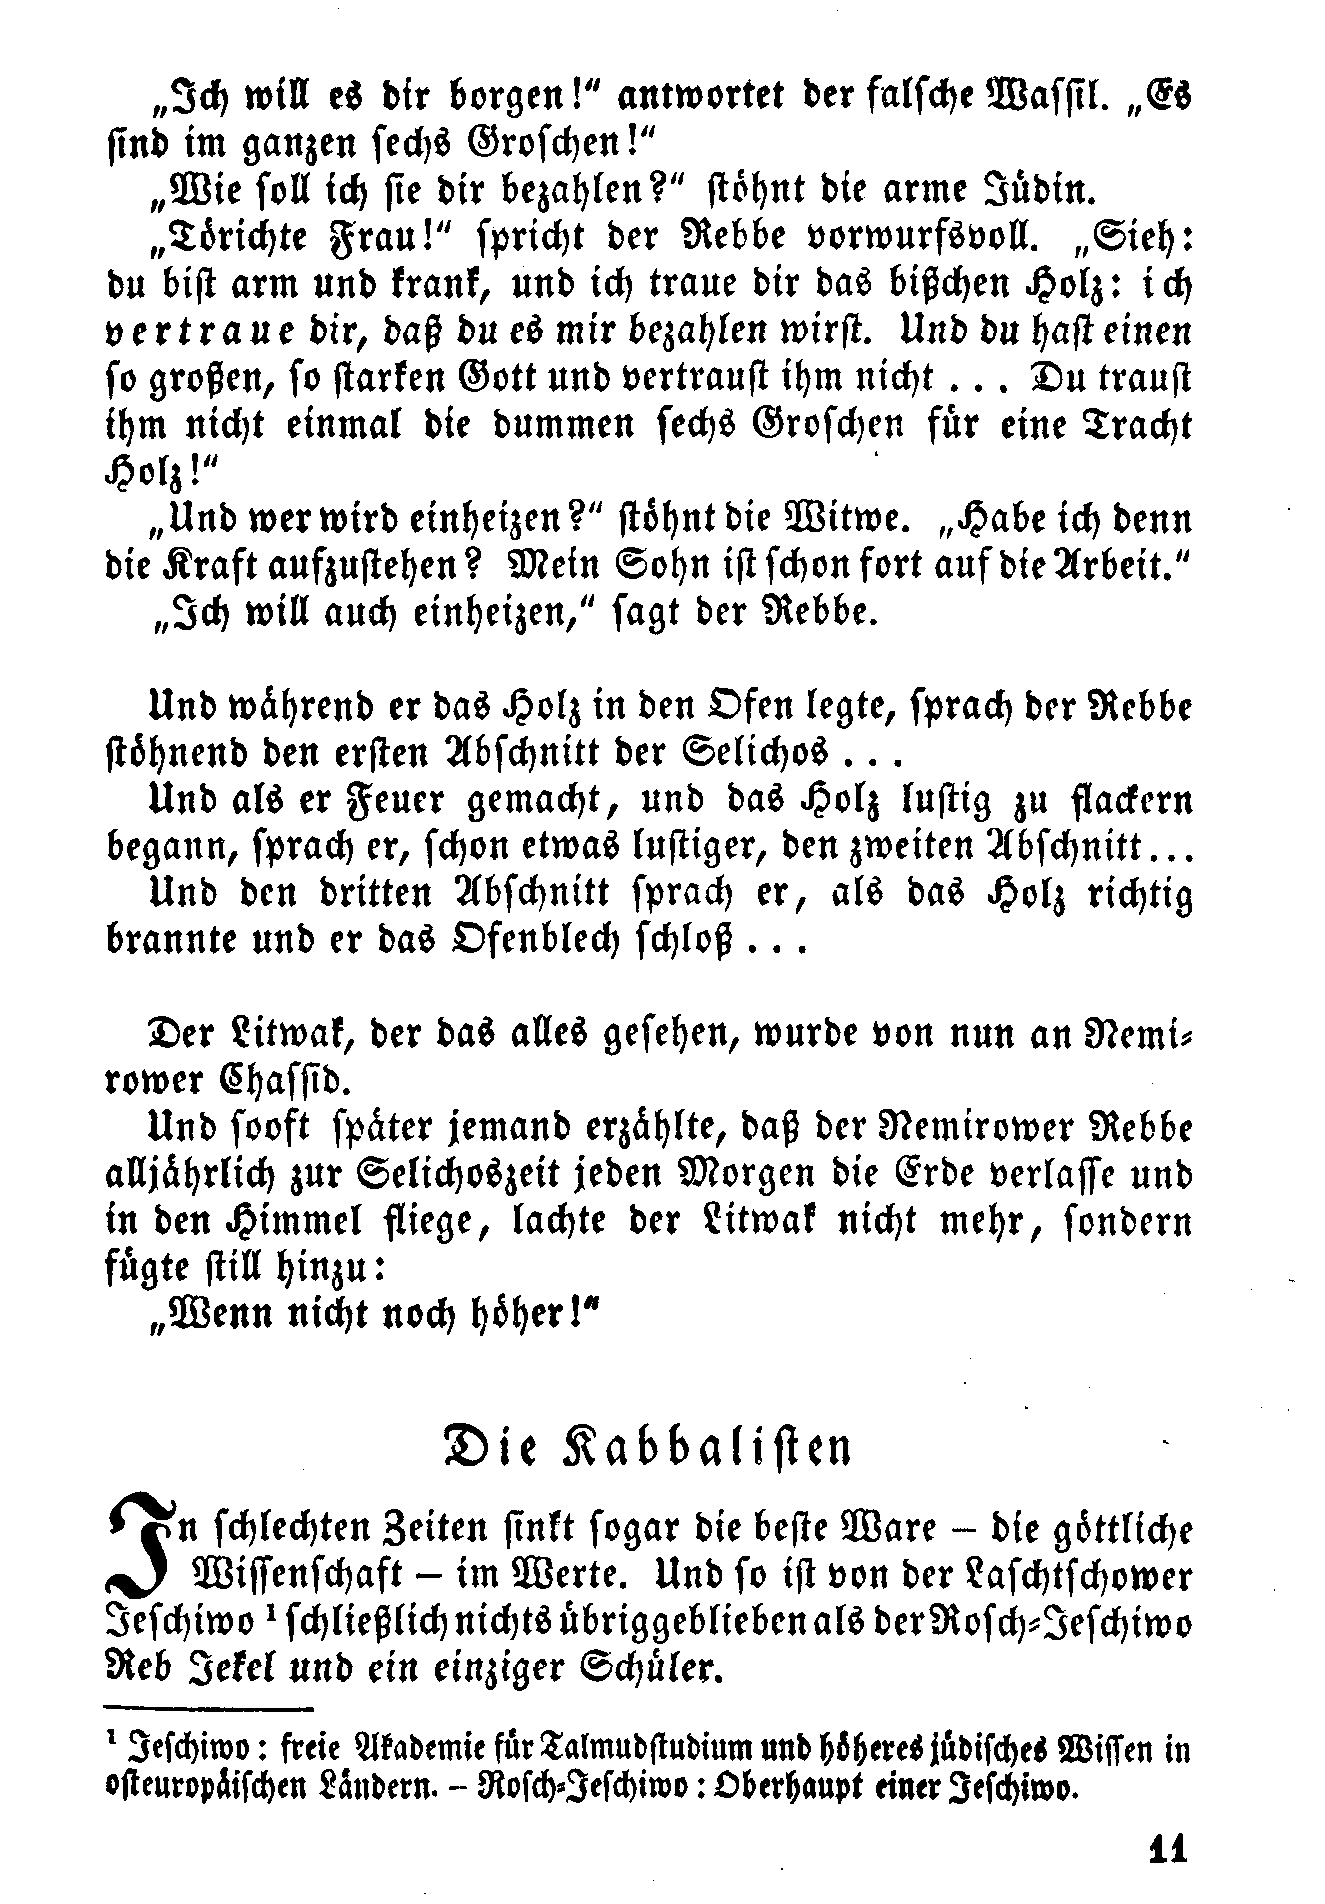 „Ich will es dir borgen!“ antwortet der falsche Wassil. „Es
sind im ganzen sechs Groschen!“
„Wie soll ich sie dir bezahlen?“ stöhnt die arme Jüdin.
„Törichte Frau!“ spricht der Rebbe vorwurfsvoll. „Sieh:
du bist arm und krank, und ich traue dir das bißchen Holz: ich
vertraue dir, daß du es mir bezahlen wirst. Und du hast einen
so großen, so starken Gott und vertraust ihm nicht ... Du traust
ihm nicht einmal die dummen sechs Groschen für eine Tracht
Holz!“
„Und wer wird einheizen?“ stöhnt die Witwe. „Habe ich denn
die Kraft aufzustehen? Mein Sohn ist schon fort auf die Arbeit.“
„Ich will auch einheizen,“ sagt der Rebbe.
Und während er das Holz in den Ofen legte, sprach der Rebbe
stöhnend den ersten Abschnitt der Selichos ...
Und als er Feuer gemacht, und das Holz lustig zu flackern
begann, sprach er, schon etwas lustiger, den zweiten Abschnitt...
Und den dritten Abschnitt sprach er, als das Holz richtig
brannte und er das Ofenblech schloß ...
Der Litwak, der das alles gesehen, wurde von nun an Nemi-
rower Chassid.
Und sooft später jemand erzählte, daß der Nemirower Rebbe
alljährlich zur Selichoszeit jeden Morgen die Erde verlasse und
in den Himmel fliege, lachte der Litwak nicht mehr, sondern
fügte still hinzu:
„Wenn nicht noch höher!“
Die Kabbalisten
In schlechten Zeiten sinkt sogar die beste Ware – die göttliche
Wissenschaft – im Werte. Und so ist von der Laschtschower
Jeschiwo ¹ schließlich nichts übriggeblieben als der Rosch-Jeschiwo
Reb Jekel und ein einziger Schüler.
¹ Jeschiwo: freie Akademie für Talmudstudium und höheres jüdisches Wissen in
osteuropäischen Ländern. – Rosch-Jeschiwo: Oberhaupt einer Jeschiwo.
11